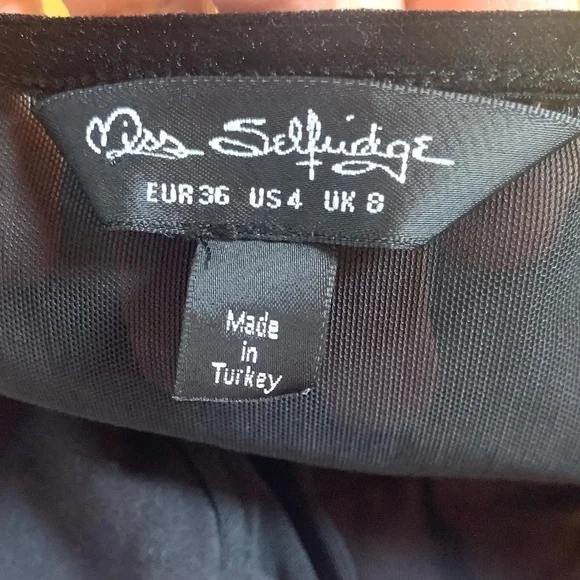 Miss Selfridge
EUR 36 US 4 UK 8
Made
in
Turkey